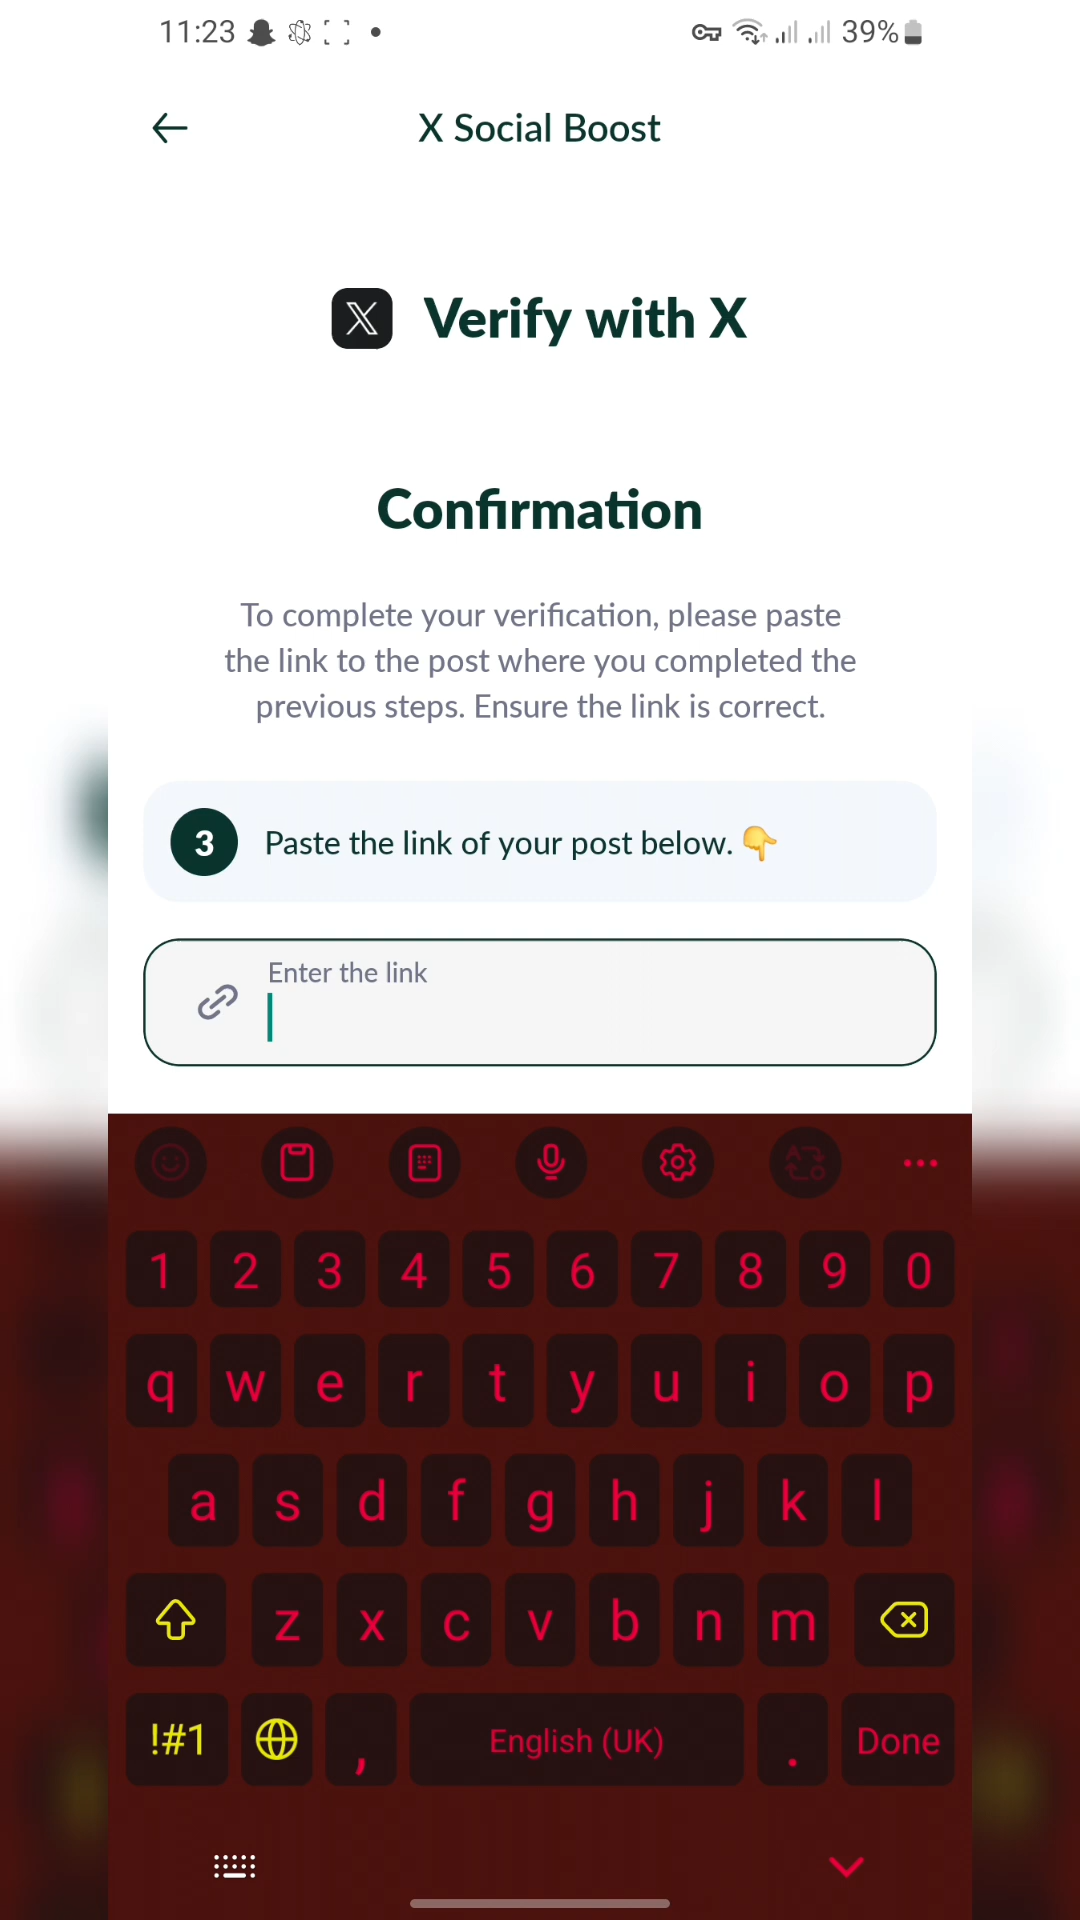 11:23
39%
X Social Boost
Verify with X
Confirmation
To complete your verification, please paste
the link to the post where you completed the
previous steps. Ensure the link is correct.
3 Paste the link of your post below. 👇
Enter the link
1 2 3 4 5 6 7 8 9 0
q w e r t y u i o p
a s d f g h j k l
z x c v b n m
!#1 , English (UK) . Done